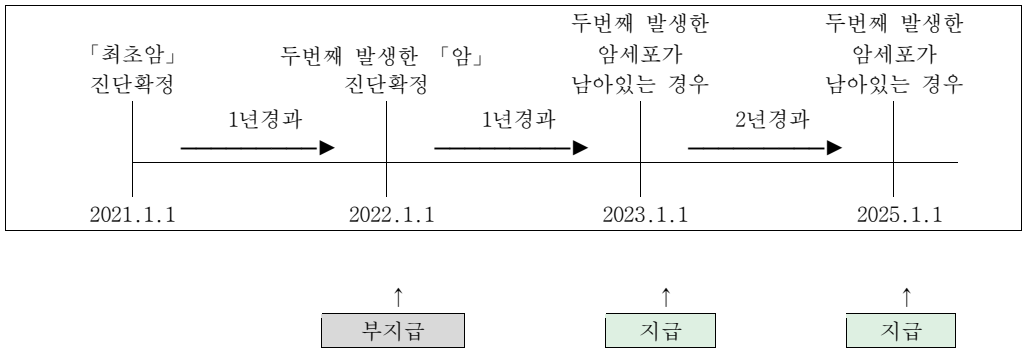 「최초암」
진단확정
두번째 발생한 「암」
진단확정
두번째 발생한
암세포가
남아있는 경우
두번째 발생한
암세포가
남아있는 경우
1년경과
1년경과
2년경과
2021.1.1
2022.1.1
2023.1.1
2025.1.1
↑
↑
↑
부지급
지급
지급